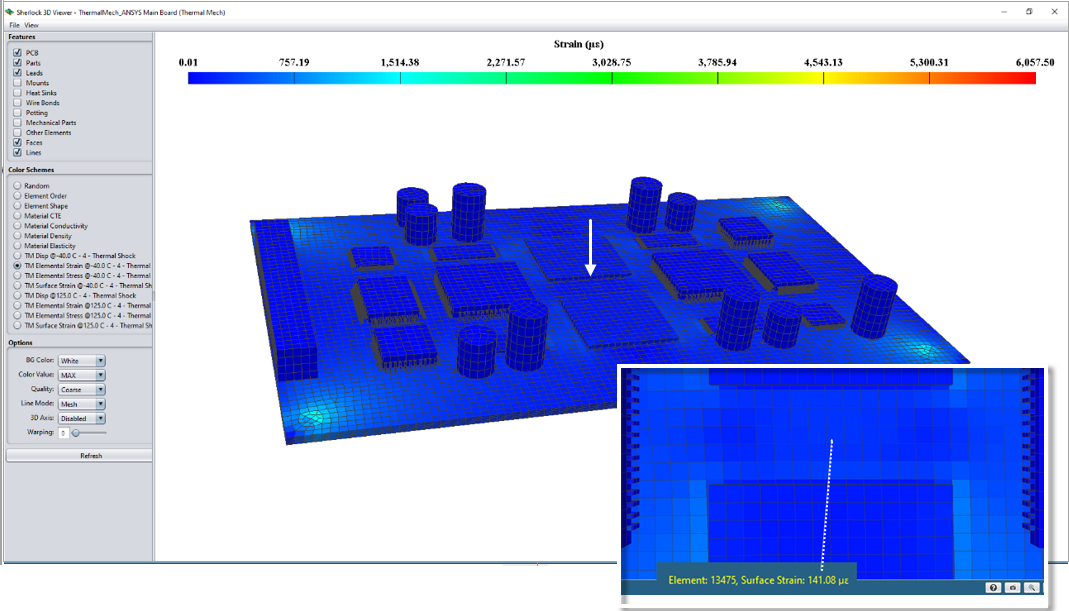 Sherlock 3D Viewer - ThermalMech_ANSYS Main Board (Thermal Mech)
File View
Features
PCB
Parts
Leads
Mounts
Heat Sinks
Wire Bonds
Potting
Mechanical Parts
Other Elements
Faces
Lines
Color Schemes
Random
Element Order
Element Shape
Material CTE
Material Conductivity
Material Density
Material Elasticity
TM Disp @-40.0 C - 4 - Thermal Shock
TM Elemental Strain @-40.0 C - 4 - Thermal
TM Elemental Stress @-40.0 C - 4 - Thermal
TM Surface Strain @-40.0 C - 4 - Thermal Sh
TM Disp @125.0 C - 4 - Thermal Shock
TM Elemental Strain @125.0 C - 4 - Thermal
TM Elemental Stress @125.0 C - 4 - Thermal
TM Surface Strain @125.0 C - 4 - Thermal Sh
Options
BG Color: White
Color Value: MAX
Quality: Coarse
Line Mode: Mesh
3D Axis: Disabled
Warping: 0
Refresh
Strain (µε)
0.01 757.19 1,514.38 2,271.57 3,028.75 3,785.94 4,543.13 5,300.31 6,057.50
Element: 13475, Surface Strain: 141.08 µε